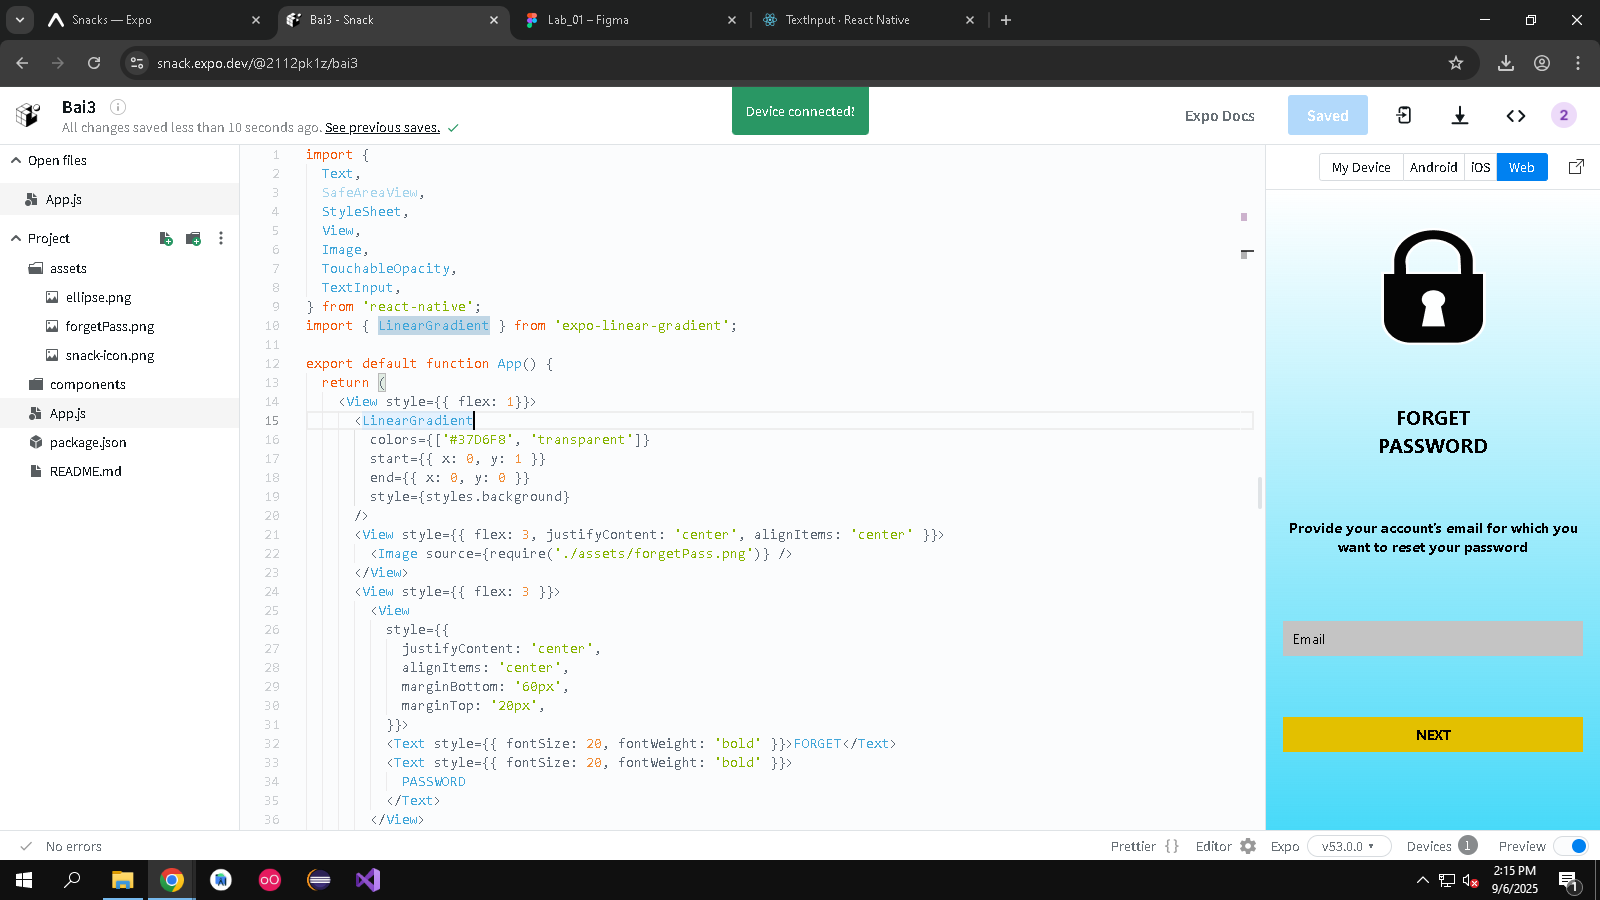 Snacks — Expo
Bai3 - Snack
Lab_01 – Figma
TextInput · React Native
snack.expo.dev/@2112pk1z/bai3
Bai3
All changes saved less than 10 seconds ago. See previous saves.
Device connected!
Expo Docs
Saved
2
Open files
App.js
Project
assets
ellipse.png
forgetPass.png
snack-icon.png
components
App.js
package.json
README.md
1 import {
2 Text,
3 SafeAreaView,
4 StyleSheet,
5 View,
6 Image,
7 TouchableOpacity,
8 TextInput,
9 } from 'react-native';
10 import { LinearGradient } from 'expo-linear-gradient';
11
12 export default function App() {
13 return (
14 <View style={{ flex: 1}}>
15 <LinearGradient
16 colors={['#37D6F8', 'transparent']}
17 start={{ x: 0, y: 1 }}
18 end={{ x: 0, y: 0 }}
19 style={styles.background}
20 />
21 <View style={{ flex: 3, justifyContent: 'center', alignItems: 'center' }}>
22 <Image source={require('./assets/forgetPass.png')} />
23 </View>
24 <View style={{ flex: 3 }}>
25 <View
26 style={{
27 justifyContent: 'center',
28 alignItems: 'center',
29 marginBottom: '60px',
30 marginTop: '20px',
31 }}>
32 <Text style={{ fontSize: 20, fontWeight: 'bold' }}>FORGET</Text>
33 <Text style={{ fontSize: 20, fontWeight: 'bold' }}>
34 PASSWORD
35 </Text>
36 </View>
My Device
Android
iOS
Web
FORGET
PASSWORD
Provide your account's email for which you
want to reset your password
Email
NEXT
No errors
Prettier {}
Editor
Expo
v53.0.0
Devices 1
Preview
2:15 PM
9/6/2025
1